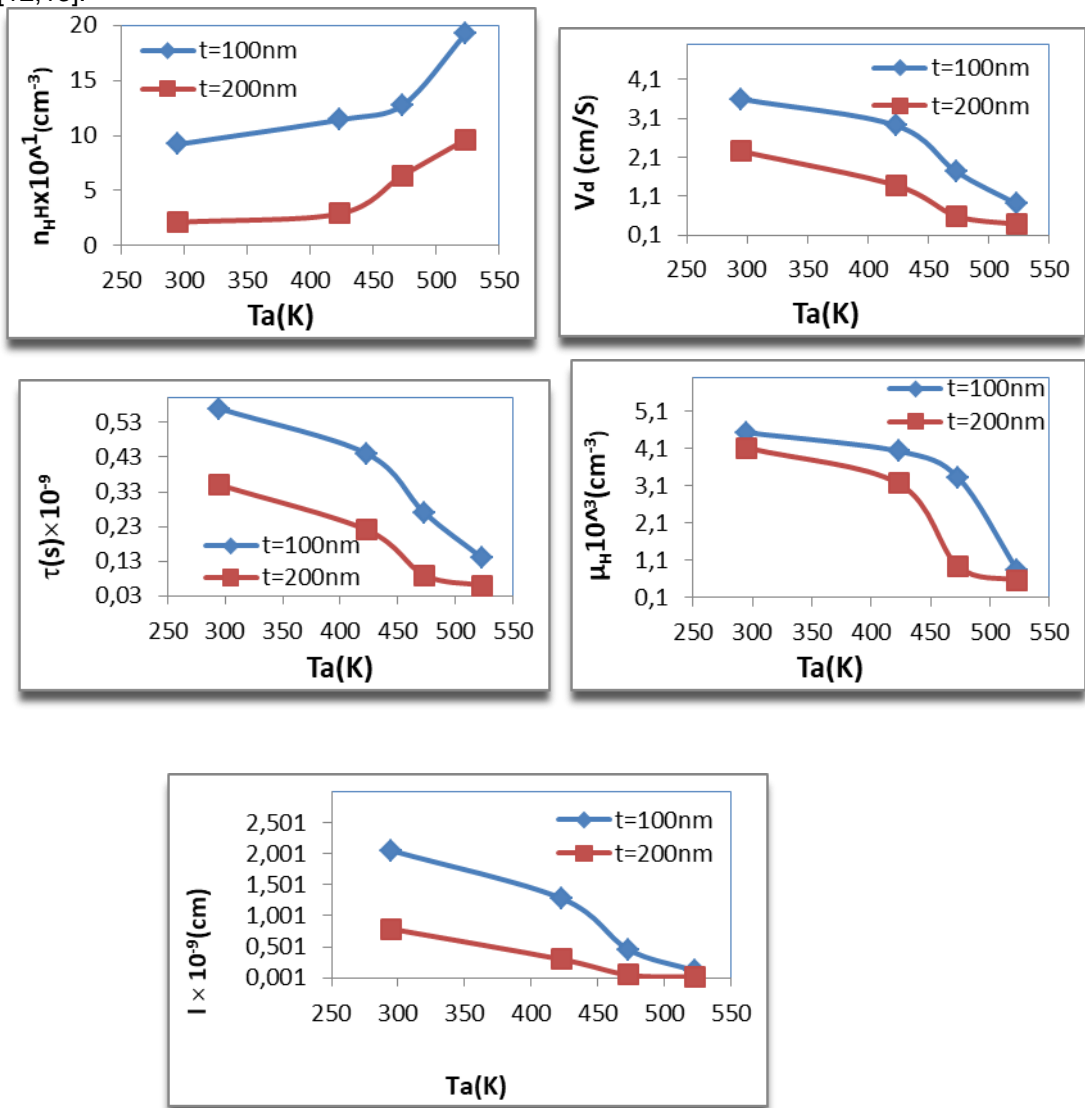 20
15
10
5
0
n_H H x10^1 (cm⁻³)
t=100nm
t=200nm
250 300 350 400 450 500 550
Ta(K)
4,1
3,1
2,1
1,1
0,1
Vd (cm/S)
t=100nm
t=200nm
250 300 350 400 450 500 550
Ta(K)
0,53
0,43
0,33
0,23
0,13
0,03
τ(s)×10⁻⁹
t=100nm
t=200nm
250 300 350 400 450 500 550
Ta(K)
5,1
4,1
3,1
2,1
1,1
0,1
μH10^³(cm⁻³)
t=100nm
t=200nm
250 300 350 400 450 500 550
Ta(K)
2,501
2,001
1,501
1,001
0,501
0,001
l × 10⁻⁹(cm)
t=100nm
t=200nm
250 300 350 400 450 500 550
Ta(K)